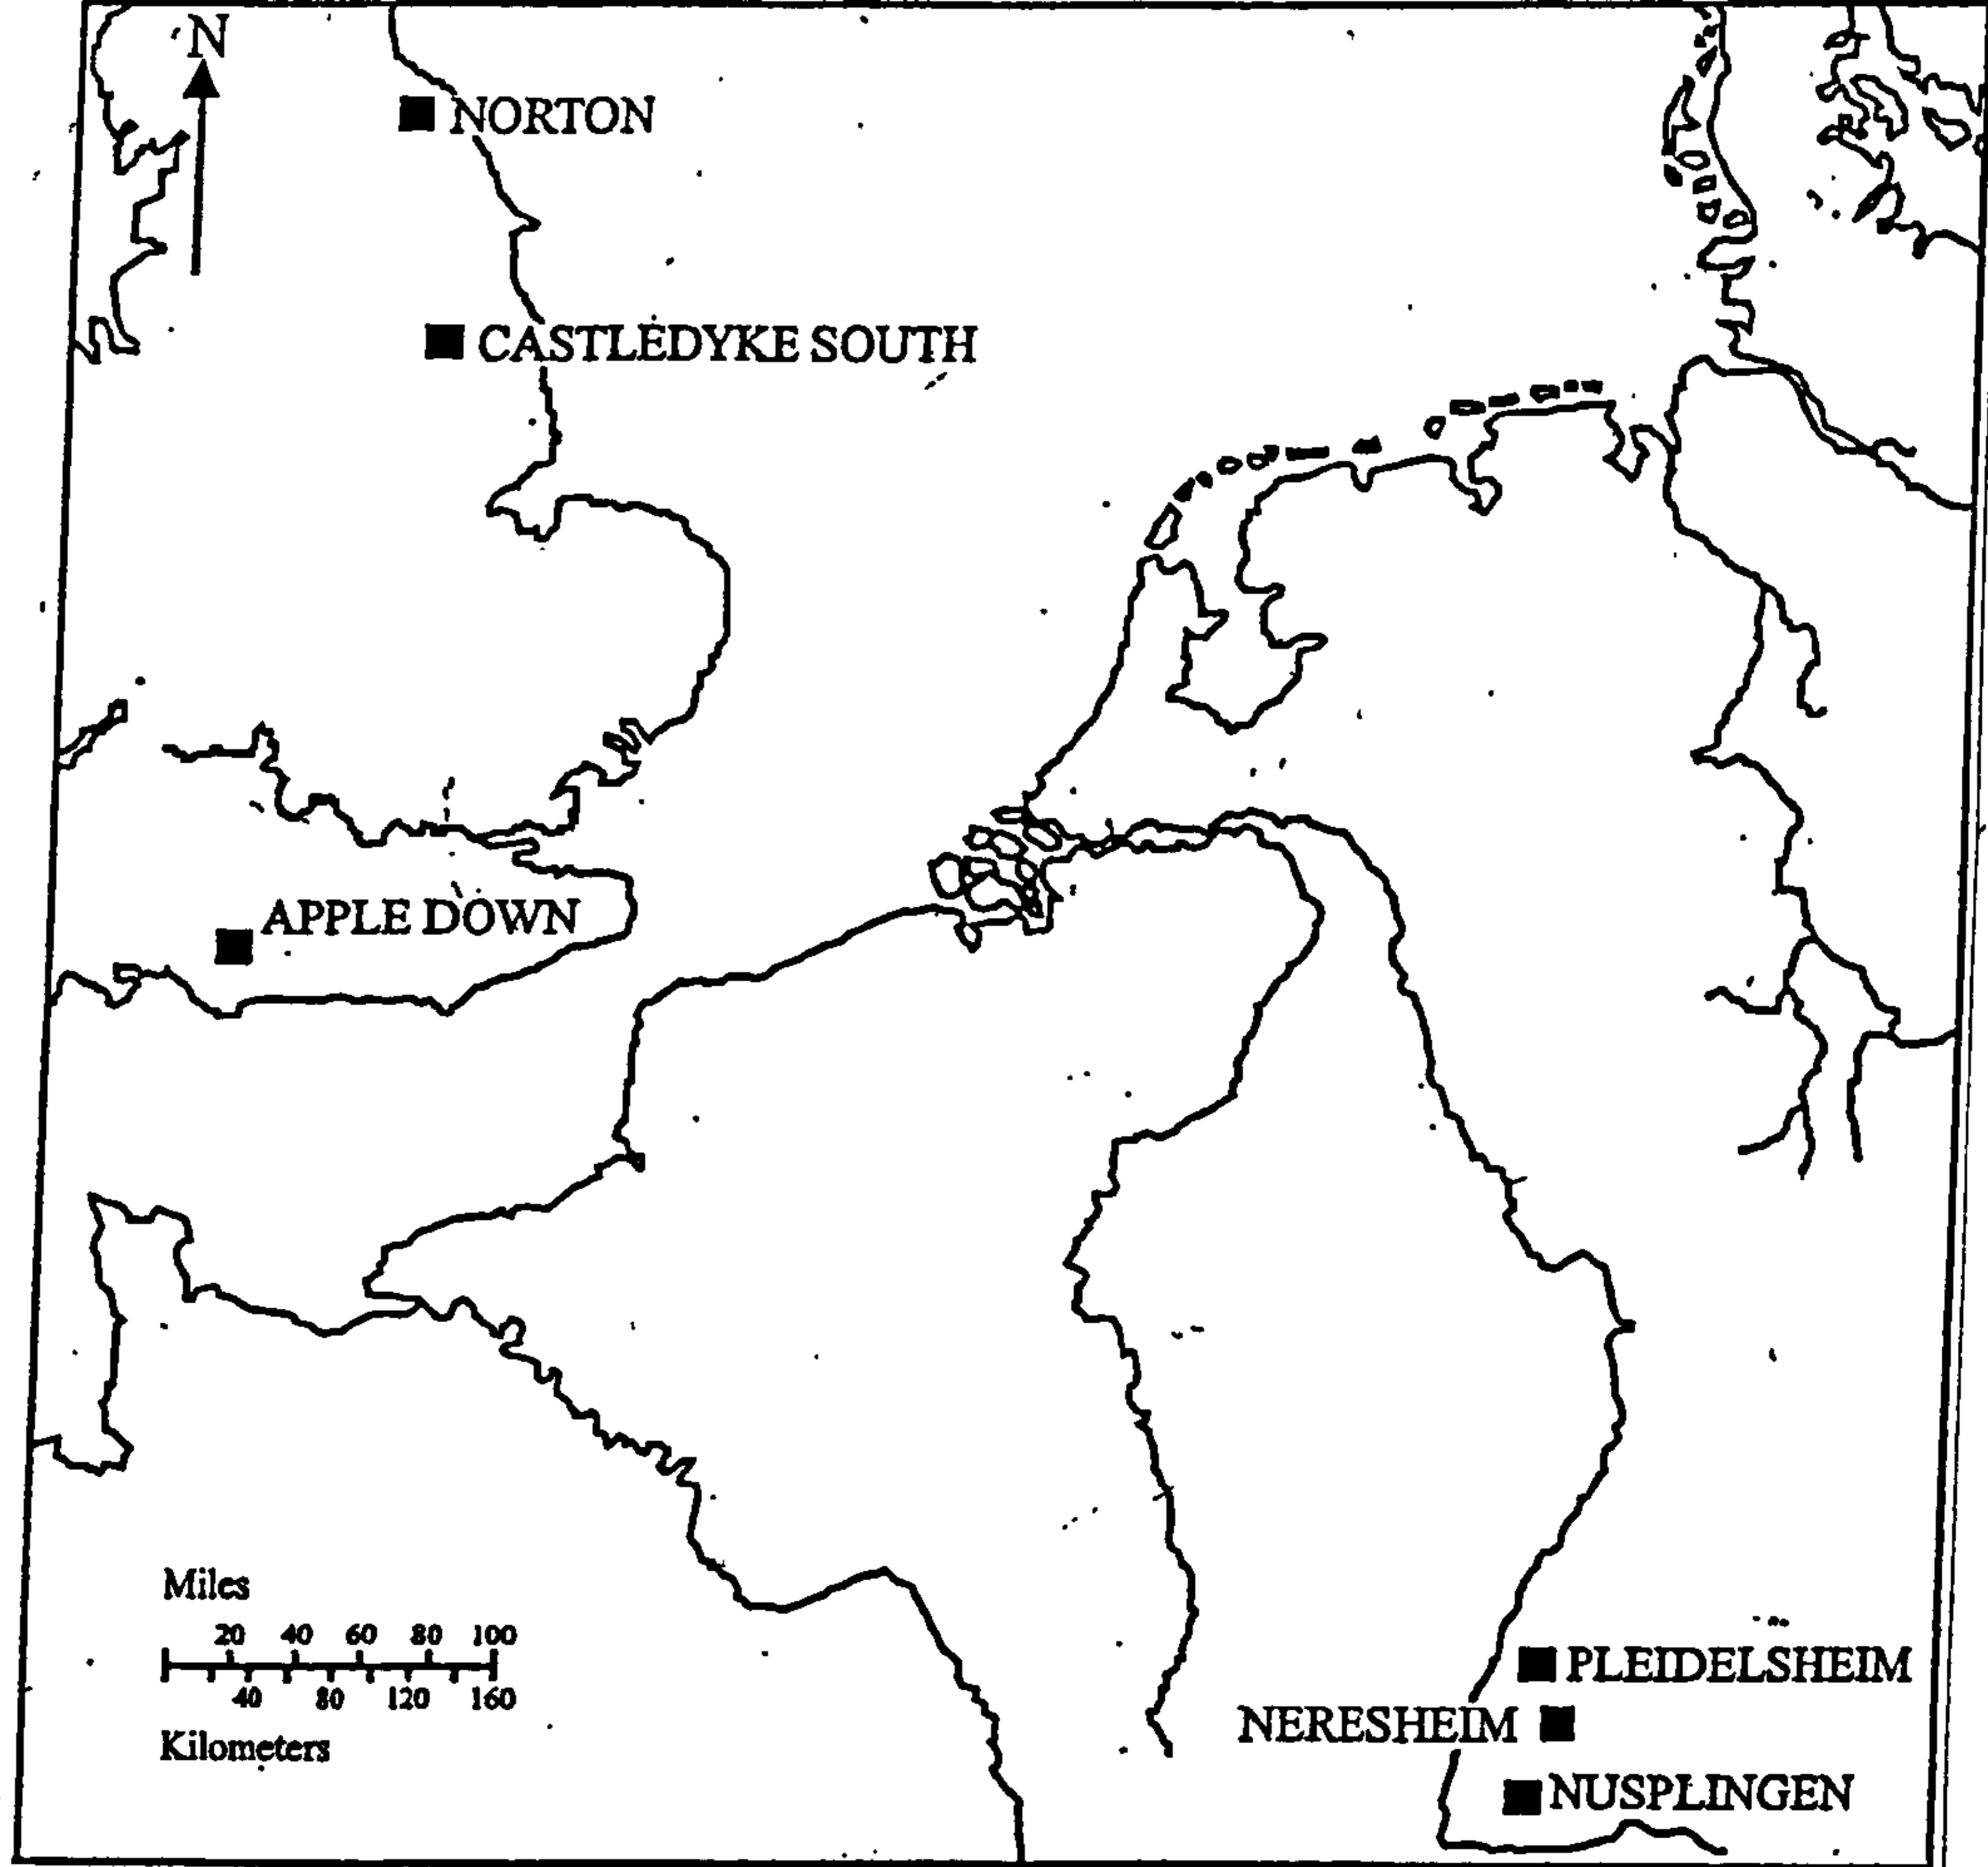 N
NORTON
CASTLEDYKE SOUTH
APPLE DOWN
Miles
20 40 60 80 100
40 80 120 160
Kilometers
PLEIDELSHEIM
NERESHEIM
NUSPLINGEN